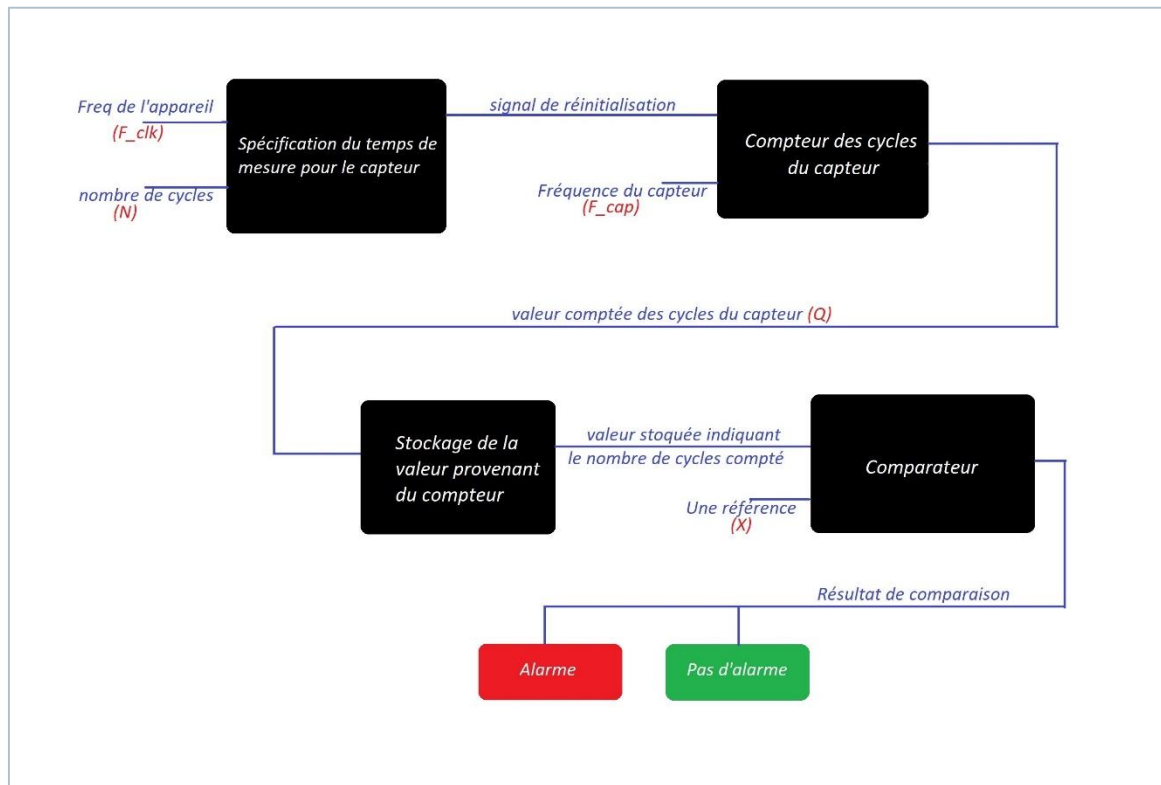 Freq de l'appareil
(F_clk)
nombre de cycles
(N)
Spécification du temps de
mesure pour le capteur
signal de réinitialisation
Fréquence du capteur
(F_cap)
Compteur des cycles
du capteur
valeur comptée des cycles du capteur (Q)
Stockage de la
valeur provenant
du compteur
valeur stoquée indiquant
le nombre de cycles compté
Une référence
(X)
Comparateur
Résultat de comparaison
Alarme
Pas d'alarme